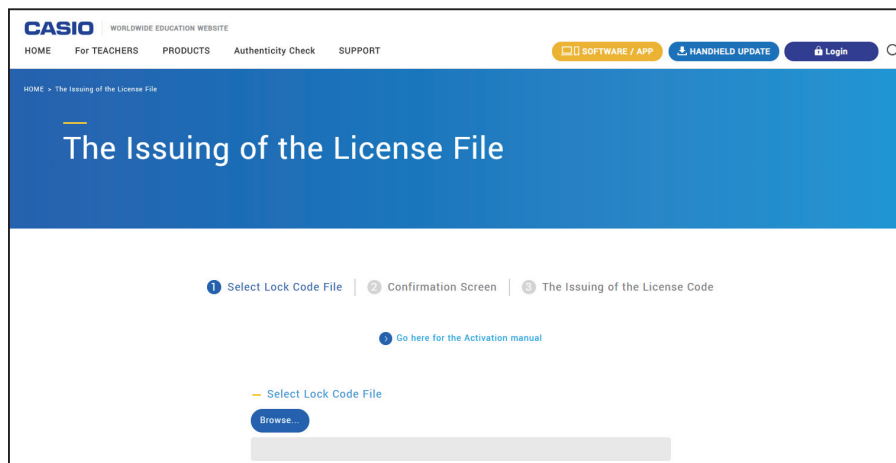 CASIO WORLDWIDE EDUCATION WEBSITE
HOME For TEACHERS PRODUCTS Authenticity Check SUPPORT SOFTWARE / APP HANDHELD UPDATE Login
HOME > The Issuing of the License File
The Issuing of the License File
1 Select Lock Code File 2 Confirmation Screen 3 The Issuing of the License Code
Go here for the Activation manual
Select Lock Code File
Browse...